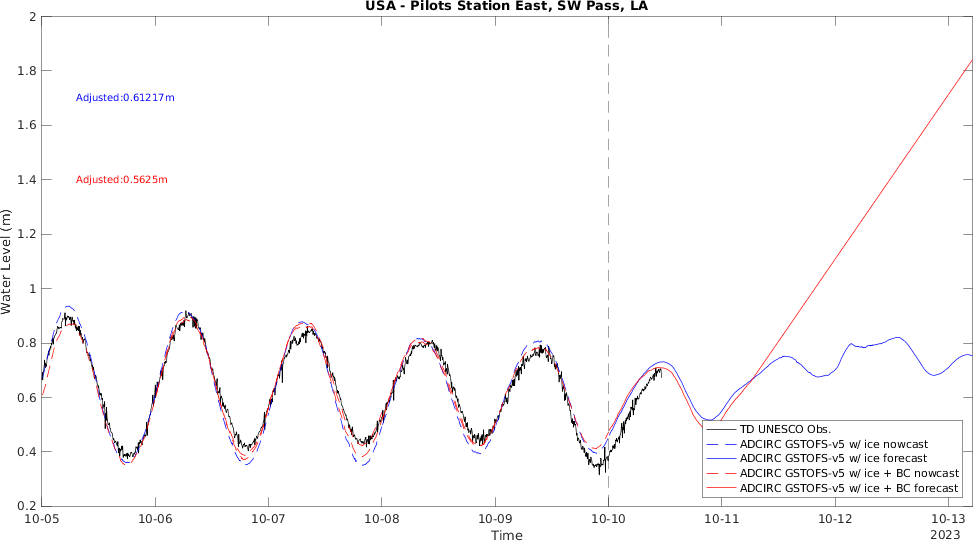 USA - Pilots Station East, SW Pass, LA
2
1.8
1.6
1.4
1.2
1
0.8
0.6
0.4
0.2
Water Level (m)
Adjusted:0.61217m
Adjusted:0.5625m
TD UNESCO Obs.
ADCIRC GSTOFS-v5 w/ ice nowcast
ADCIRC GSTOFS-v5 w/ ice forecast
ADCIRC GSTOFS-v5 w/ ice + BC nowcast
ADCIRC GSTOFS-v5 w/ ice + BC forecast
10-05 10-06 10-07 10-08 10-09 10-10 10-11 10-12 10-13
2023
Time